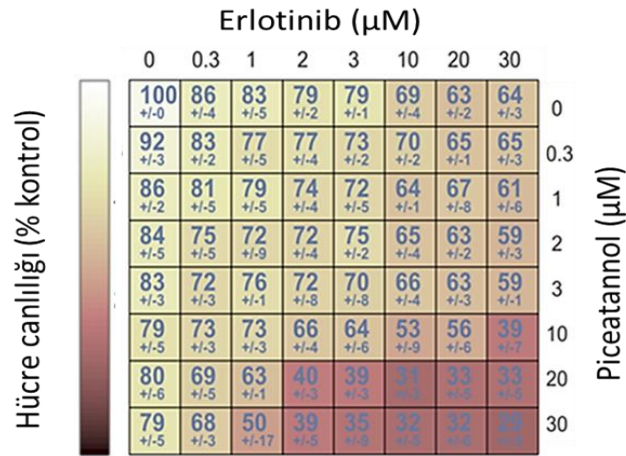 Erlotinib (µM)
0 0.3 1 2 3 10 20 30
Hücre canlılığı (% kontrol)
100 86 83 79 79 69 63 64 0
+/-0 +/-4 +/-5 +/-2 +/-1 +/-4 +/-2 +/-3
92 83 77 77 73 70 65 65 0.3
+/-3 +/-2 +/-5 +/-4 +/-2 +/-2 +/-1 +/-3
86 81 79 74 72 64 67 61 1
+/-2 +/-5 +/-5 +/-4 +/-5 +/-1 +/-8 +/-6
84 75 72 72 75 65 63 59 2
+/-5 +/-5 +/-9 +/-4 +/-2 +/-4 +/-2 +/-3
83 72 76 72 70 66 63 59 3
+/-3 +/-3 +/-1 +/-8 +/-8 +/-4 +/-3 +/-1
79 73 73 66 64 53 56 39 10
+/-5 +/-3 +/-3 +/-4 +/-6 +/-9 +/-6 +/-7
80 69 63 40 39 31 33 33 20
+/-6 +/-5 +/-1 +/-3 +/-3 +/-3 +/-5 +/-5
79 68 50 39 35 32 32 29 30
+/-5 +/-3 +/-17 +/-5 +/-5 +/-6
Piceatannol (µM)